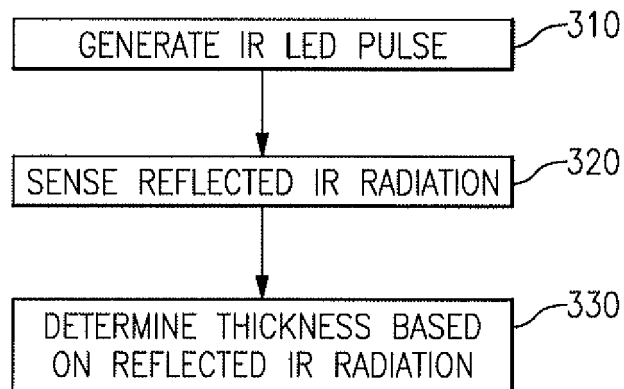 GENERATE IR LED PULSE
310
SENSE REFLECTED IR RADIATION
320
DETERMINE THICKNESS BASED
ON REFLECTED IR RADIATION
330